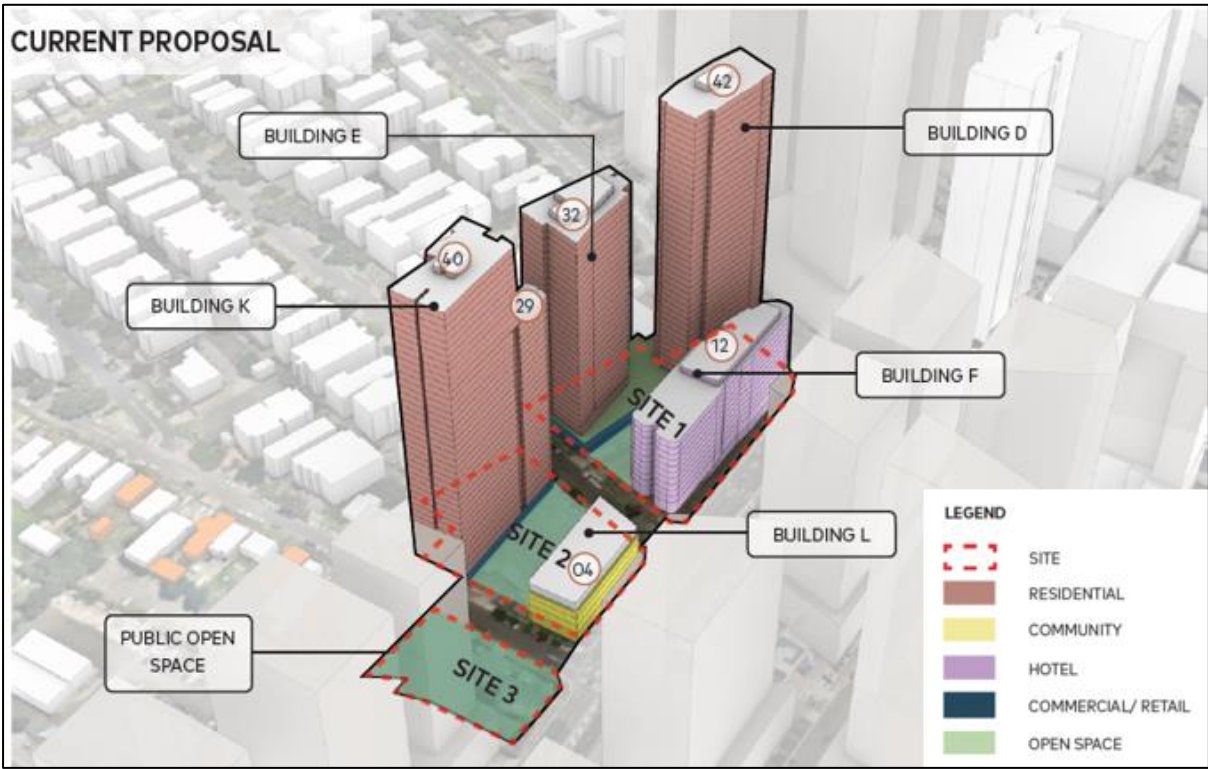 CURRENT PROPOSAL
42
BUILDING E
BUILDING D
32
40
BUILDING K
29
12
BUILDING F
SITE 1
BUILDING L
SITE 2
04
PUBLIC OPEN
SPACE
SITE 3
LEGEND
SITE
RESIDENTIAL
COMMUNITY
HOTEL
COMMERCIAL/ RETAIL
OPEN SPACE